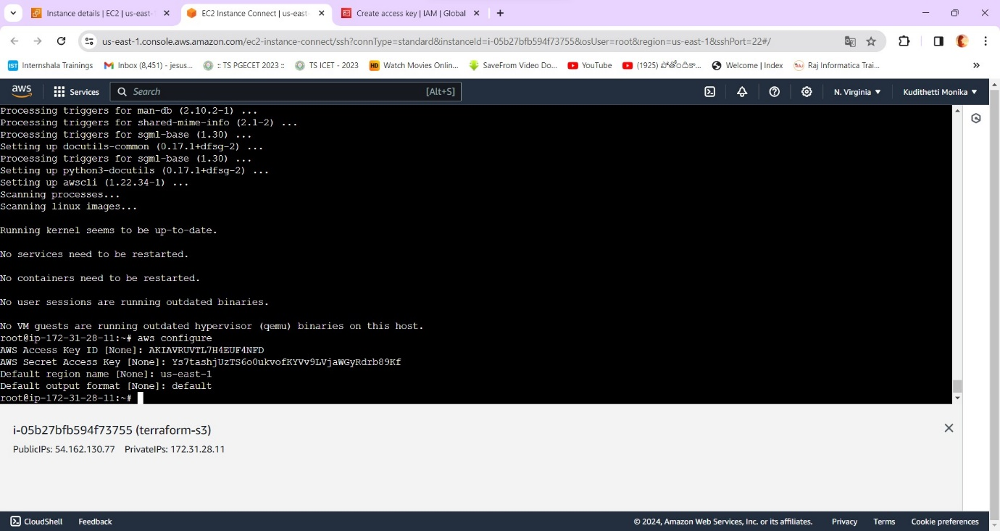 Instance details | EC2 | us-east-
EC2 Instance Connect | us-east-
Create access key | IAM | Global
us-east-1.console.aws.amazon.com/ec2-instance-connect/ssh?connType=standard&instanceId=i-05b27bfb594f73755&osUser=root&region=us-east-1&sshPort=22#/
IST Internshala Trainings
Inbox (8,451) - jesus...
:: TS PGECET 2023 ::
TS ICET - 2023
HD Watch Movies Onlin...
SaveFrom Video Do...
YouTube
Welcome | Index
Raj Informatica Trai...
aws
Services
Search [Alt+S]
N. Virginia
Kudithetti Monika
Processing triggers for man-db (2.10.2-1) ...
Processing triggers for shared-mime-info (2.1-2) ...
Processing triggers for sgml-base (1.30) ...
Setting up docutils-common (0.17.1+dfsg-2) ...
Processing triggers for sgml-base (1.30) ...
Setting up python3-docutils (0.17.1+dfsg-2) ...
Setting up awscli (1.22.34-1) ...
Scanning processes...
Scanning linux images...
Running kernel seems to be up-to-date.
No services need to be restarted.
No containers need to be restarted.
No user sessions are running outdated binaries.
No VM guests are running outdated hypervisor (qemu) binaries on this host.
root@ip-172-31-28-11:~# aws configure
AWS Access Key ID [None]: AKIAVRUVTL7H4EUF4NFD
AWS Secret Access Key [None]: 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
Default region name [None]: us-east-1
Default output format [None]: default
root@ip-172-31-28-11:~#
i-05b27bfb594f73755 (terraform-s3)
PublicIPs: 54.162.130.77 PrivateIPs: 172.31.28.11
CloudShell
Feedback
© 2024, Amazon Web Services, Inc. or its affiliates.
Privacy
Terms
Cookie preferences